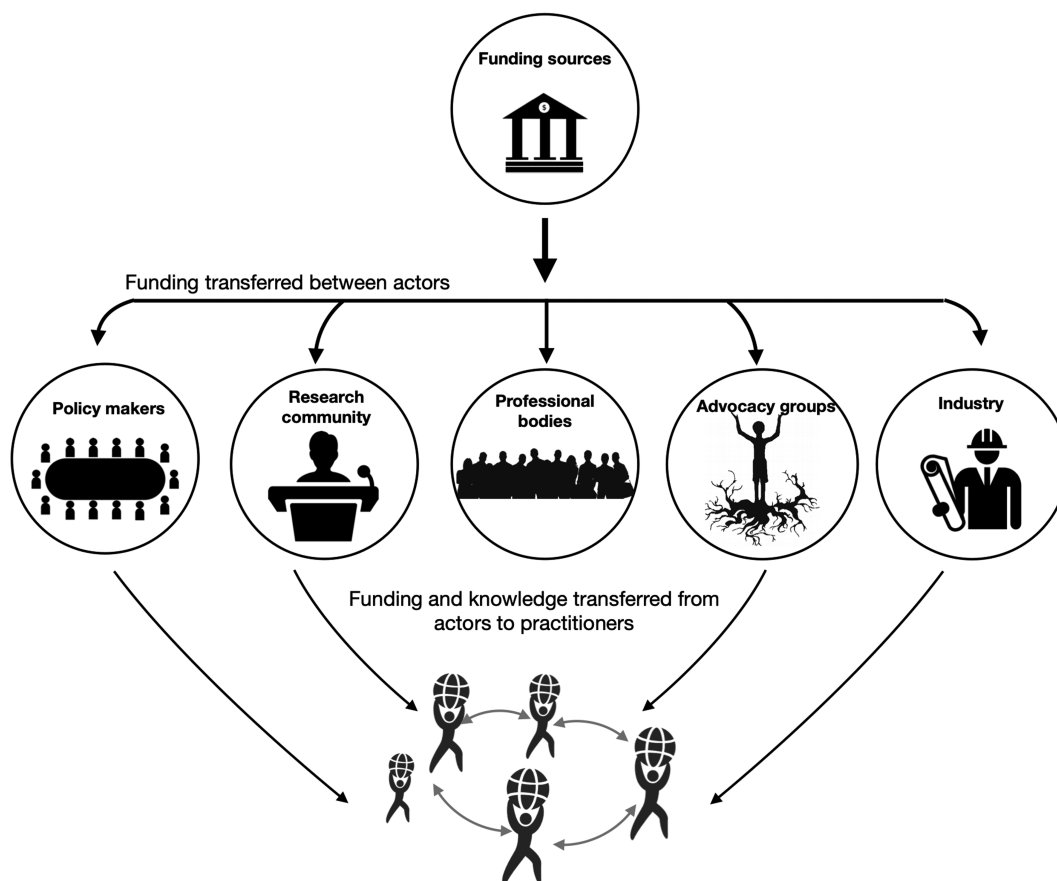 Funding sources
$
Funding transferred between actors
Policy makers
Research
community
Professional
bodies
Advocacy groups
Industry
Funding and knowledge transferred from
actors to practitioners